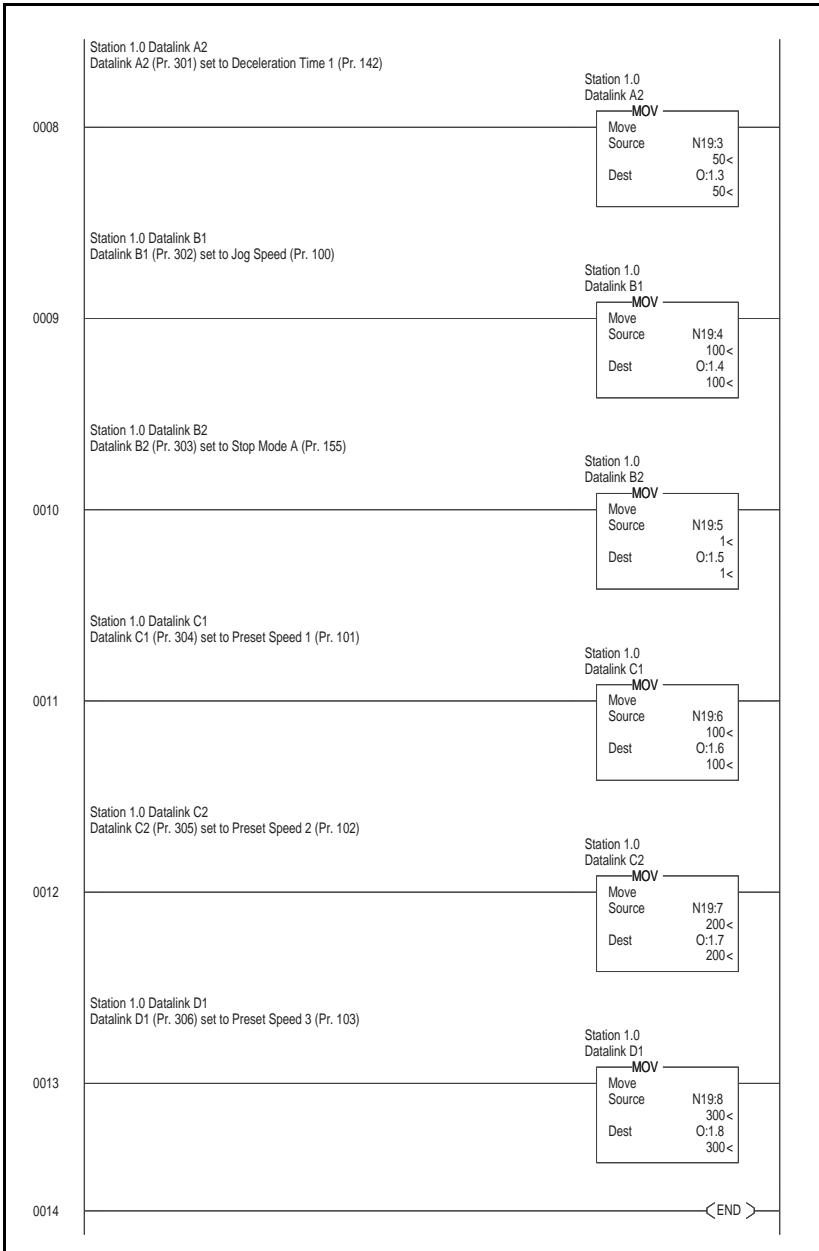 Station 1.0 Datalink A2
Datalink A2 (Pr. 301) set to Deceleration Time 1 (Pr. 142)
Station 1.0
Datalink A2
MOV
0008
Move
Source N19:3
50<
Dest O:1.3
50<
Station 1.0 Datalink B1
Datalink B1 (Pr. 302) set to Jog Speed (Pr. 100)
Station 1.0
Datalink B1
MOV
0009
Move
Source N19:4
100<
Dest O:1.4
100<
Station 1.0 Datalink B2
Datalink B2 (Pr. 303) set to Stop Mode A (Pr. 155)
Station 1.0
Datalink B2
MOV
0010
Move
Source N19:5
1<
Dest O:1.5
1<
Station 1.0 Datalink C1
Datalink C1 (Pr. 304) set to Preset Speed 1 (Pr. 101)
Station 1.0
Datalink C1
MOV
0011
Move
Source N19:6
100<
Dest O:1.6
100<
Station 1.0 Datalink C2
Datalink C2 (Pr. 305) set to Preset Speed 2 (Pr. 102)
Station 1.0
Datalink C2
MOV
0012
Move
Source N19:7
200<
Dest O:1.7
200<
Station 1.0 Datalink D1
Datalink D1 (Pr. 306) set to Preset Speed 3 (Pr. 103)
Station 1.0
Datalink D1
MOV
0013
Move
Source N19:8
300<
Dest O:1.8
300<
0014 END